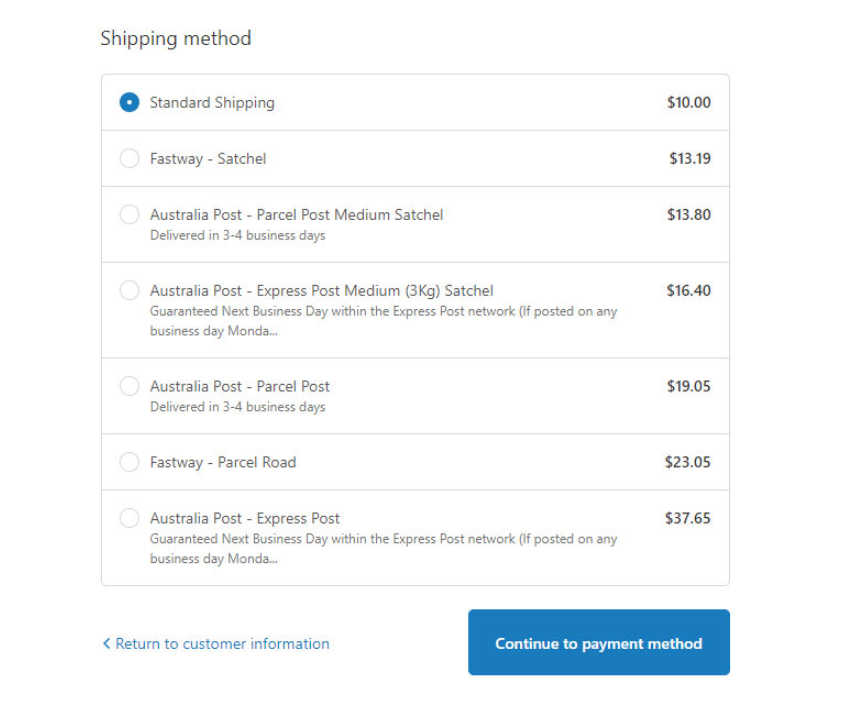 Shipping method
Standard Shipping $10.00
Fastway - Satchel $13.19
Australia Post - Parcel Post Medium Satchel $13.80
Delivered in 3-4 business days
Australia Post - Express Post Medium (3Kg) Satchel $16.40
Guaranteed Next Business Day within the Express Post network (If posted on any
business day Monda...
Australia Post - Parcel Post $19.05
Delivered in 3-4 business days
Fastway - Parcel Road $23.05
Australia Post - Express Post $37.65
Guaranteed Next Business Day within the Express Post network (If posted on any
business day Monda...
Return to customer information Continue to payment method